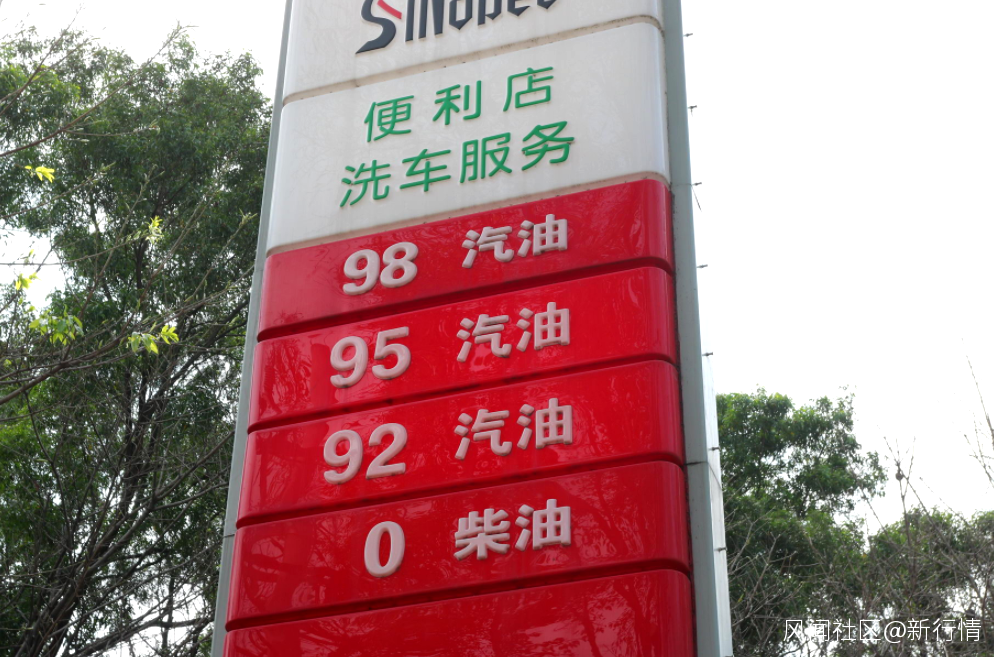 SINOPEC
便利店
洗车服务
98 汽油
95 汽油
92 汽油
0 柴油
风闻社区@新行情